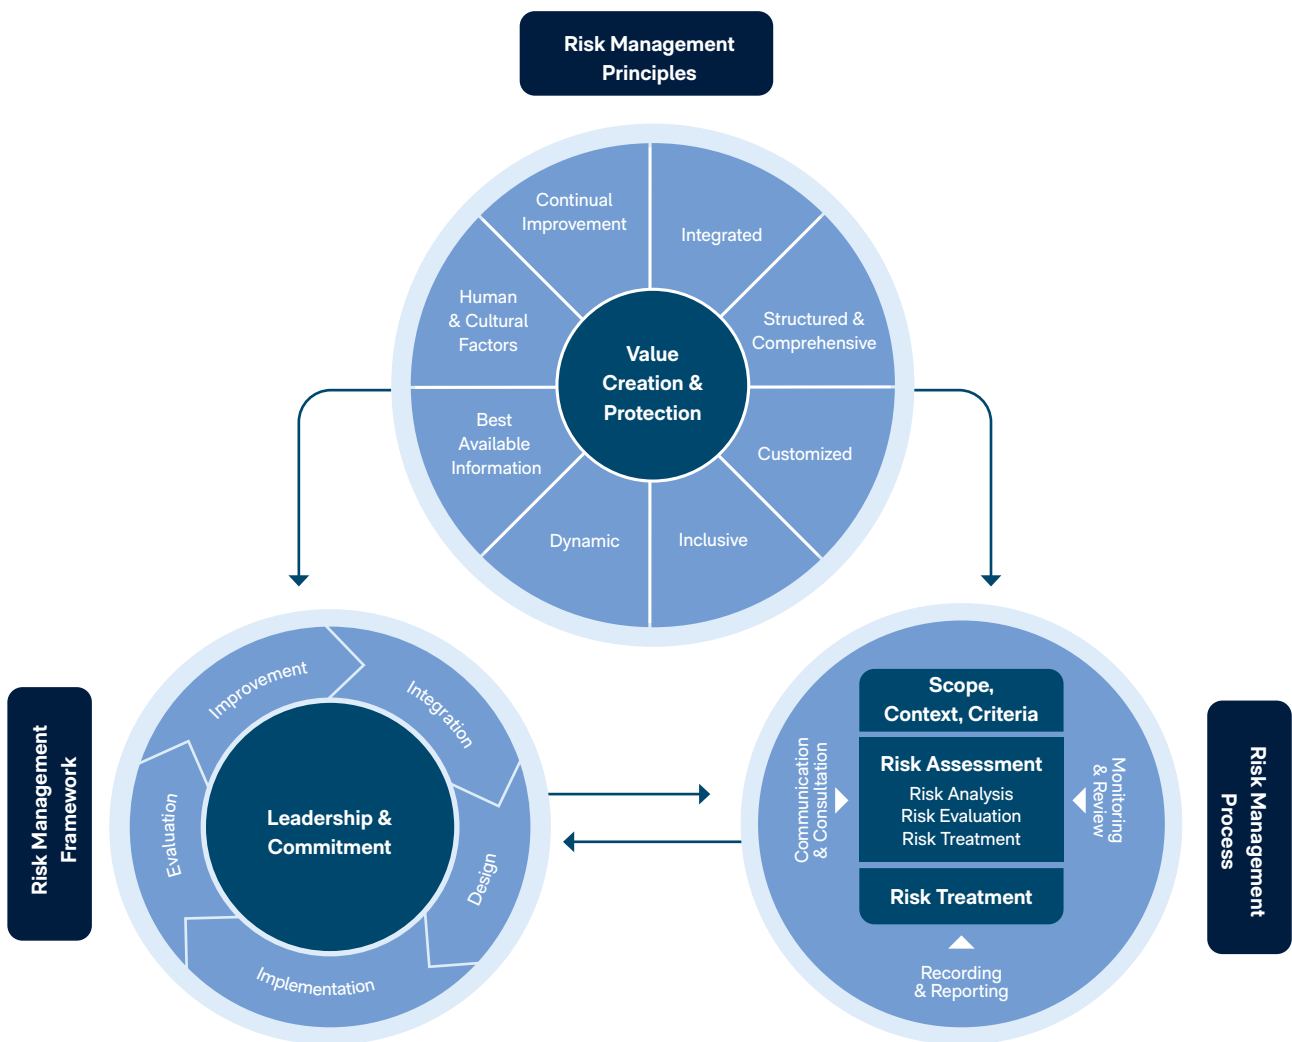 Risk Management
Principles
Continual
Improvement
Integrated
Human
& Cultural
Factors
Structured &
Comprehensive
Value
Creation &
Protection
Best
Available
Information
Customized
Dynamic
Inclusive
Risk Management
Framework
Improvement
Integration
Evaluation
Leadership &
Commitment
Design
Implementation
Scope,
Context, Criteria
Communication
& Consultation
Risk Assessment
Risk Analysis
Risk Evaluation
Risk Treatment
Monitoring
& Review
Risk Treatment
Recording
& Reporting
Risk Management
Process